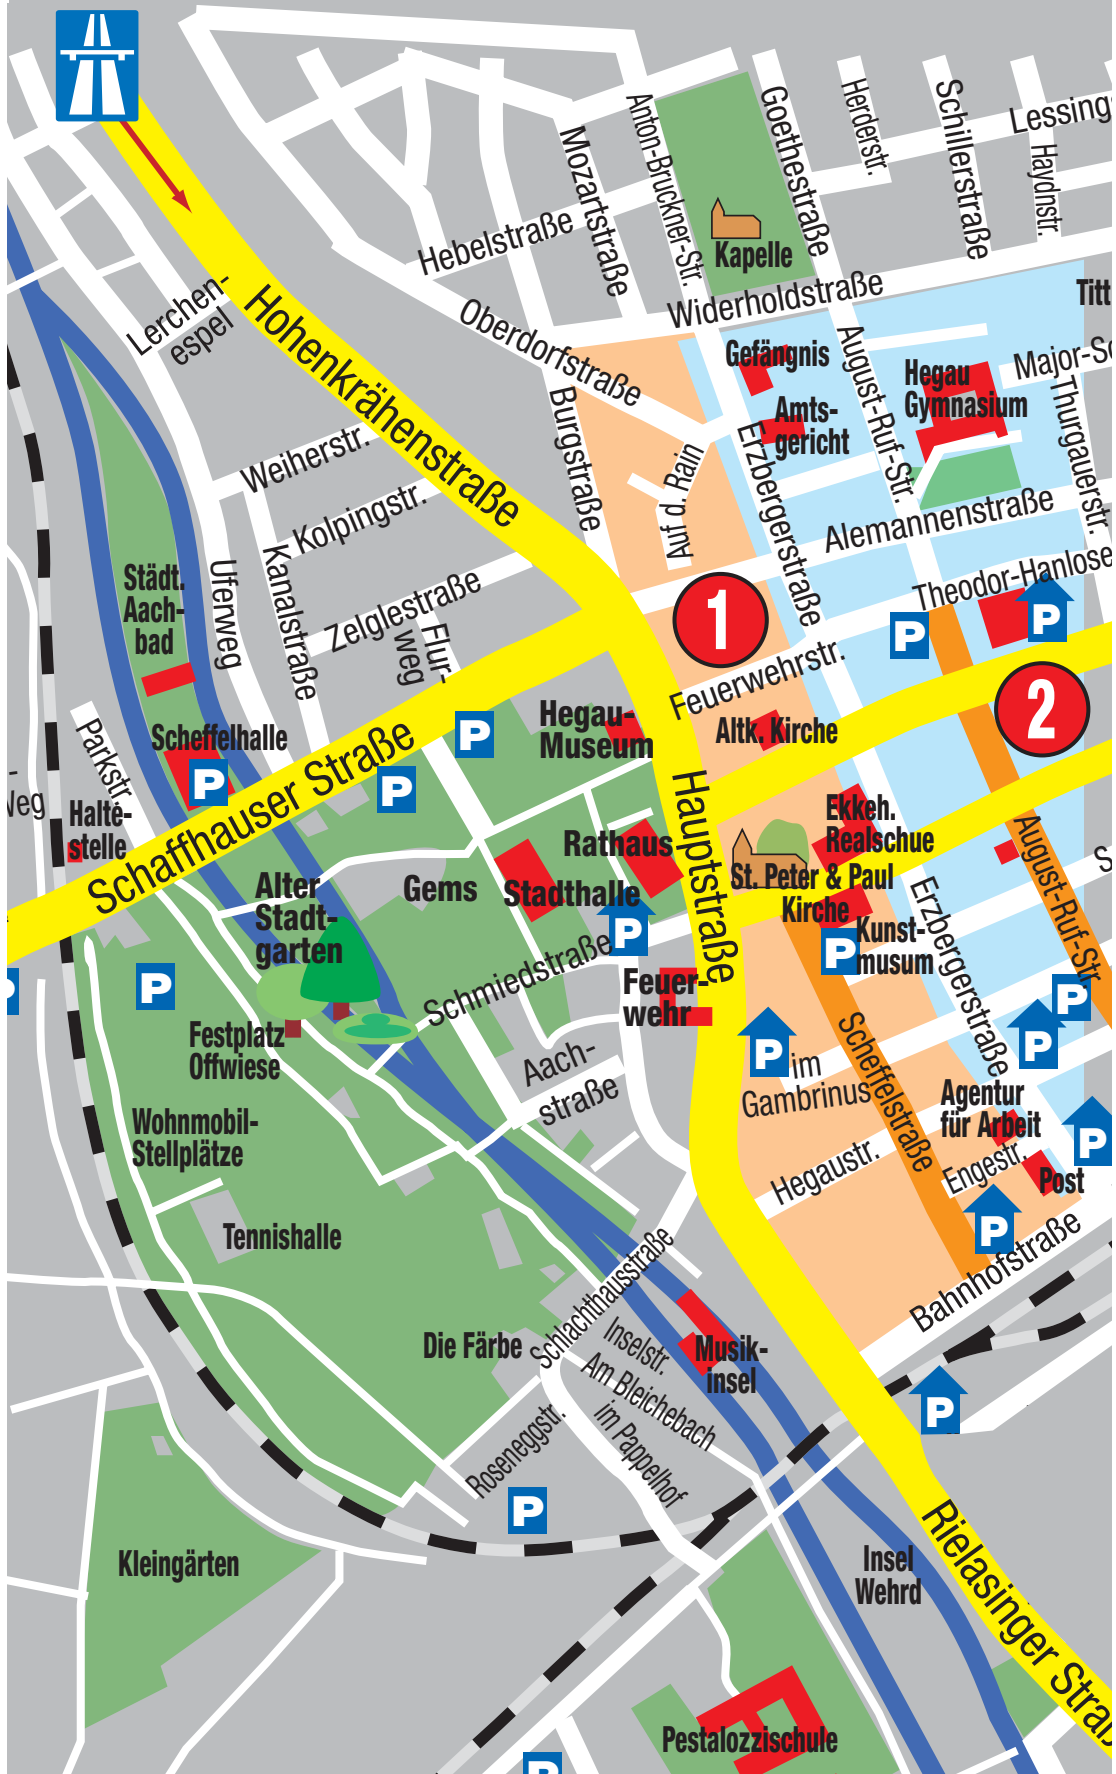 Lessing
Anton-Bruckner-Str.
Goethestraße
Herderstr.
Schillerstraße
Haydnstr.
Mozartstraße
Hebelstraße
Kapelle
Widerholdstraße
Titt
Lerchen-
espel
Hohenkrähenstraße
Oberdorfstraße
Gefängnis
August-Ruf-Str.
Hegau
Gymnasium
Major-Sc
Thurgauerstr.
Amts-
gericht
Burgstraße
Auf d. Rain
Erzbergerstraße
Weiherstr.
Kolpingstr.
Alemannenstraße
Theodor-Hanlose
Städt.
Aach-
bad
Uferweg
Kanalstraße
Zelglestraße
Flur-
weg
1
P
P
Feuerwehrstr.
2
Hegau-
Museum
Altk. Kirche
Scheffelhalle
P
P
P
Parkstr.
Weg
Halte-
stelle
Schaffhauser Straße
Hauptstraße
Ekkeh.
Realschue
Rathaus
Stadthalle
P
Gems
Alter
Stadt-
garten
St. Peter & Paul
Kirche
Kunst-
musum
P
Erzbergerstraße
August-Ruf-Str.
S
P
P
P
Schmiedstraße
Feuer-
wehr
Festplatz
Offwiese
P
im
Gambrinus
Scheffelstraße
P
Aach-
straße
Agentur
für Arbeit
P
Wohnmobil-
Stellplätze
Hegaustr.
Engestr.
Post
P
Tennishalle
Bahnhofstraße
Schlachthausstraße
Die Färbe
Inselstr.
Musik-
insel
Am Bleichebach
im Pappelhof
Roseneggstr.
P
P
Kleingärten
Insel
Wehrd
Rielasinger Straß
Pestalozzischule
P